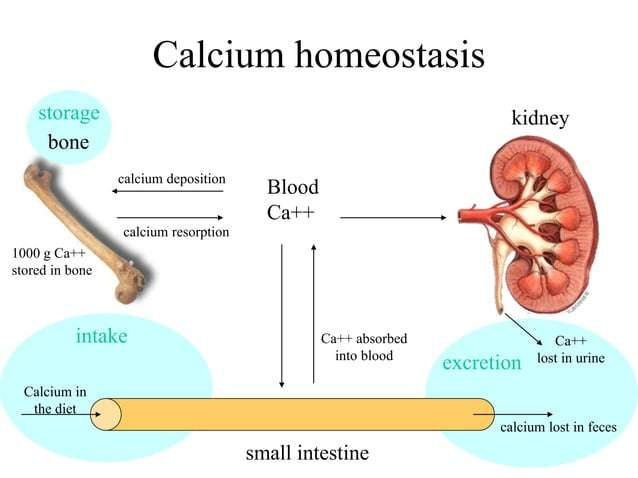 Calcium homeostasis
storage
bone
kidney
calcium deposition
Blood
Ca++
calcium resorption
1000 g Ca++
stored in bone
intake
Ca++ absorbed
into blood
Ca++
lost in urine
excretion
Calcium in
the diet
calcium lost in feces
small intestine